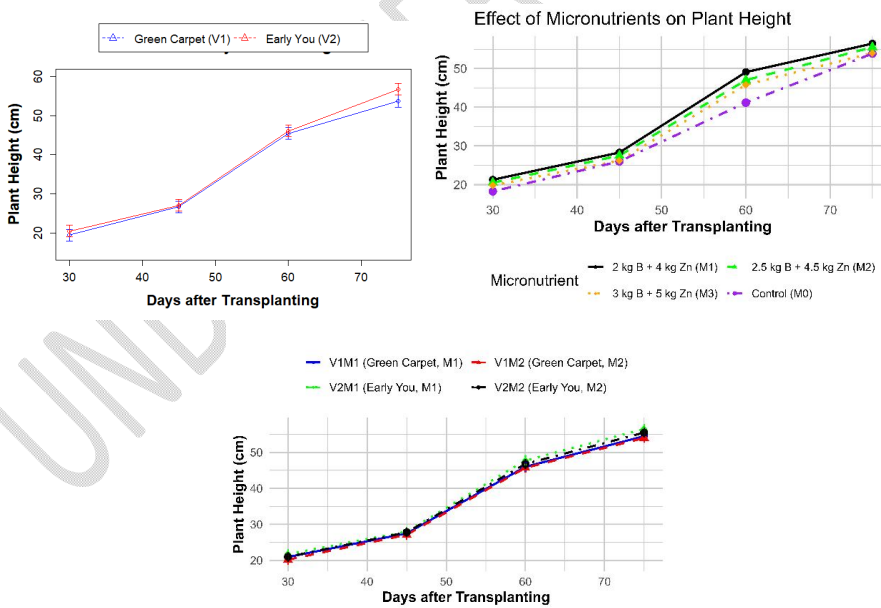 Green Carpet (V1) Early You (V2)
Plant Height (cm)
60
50
40
30
20
30 40 50 60 70
Days after Transplanting
Effect of Micronutrients on Plant Height
Plant Height (cm)
50
40
30
20
30 40 50 60 70
Days after Transplanting
Micronutrient
2 kg B + 4 kg Zn (M1) 2.5 kg B + 4.5 kg Zn (M2)
3 kg B + 5 kg Zn (M3) Control (M0)
V1M1 (Green Carpet, M1) V1M2 (Green Carpet, M2)
V2M1 (Early You, M1) V2M2 (Early You, M2)
Plant Height (cm)
50
40
30
20
30 40 50 60 70
Days after Transplanting
UND